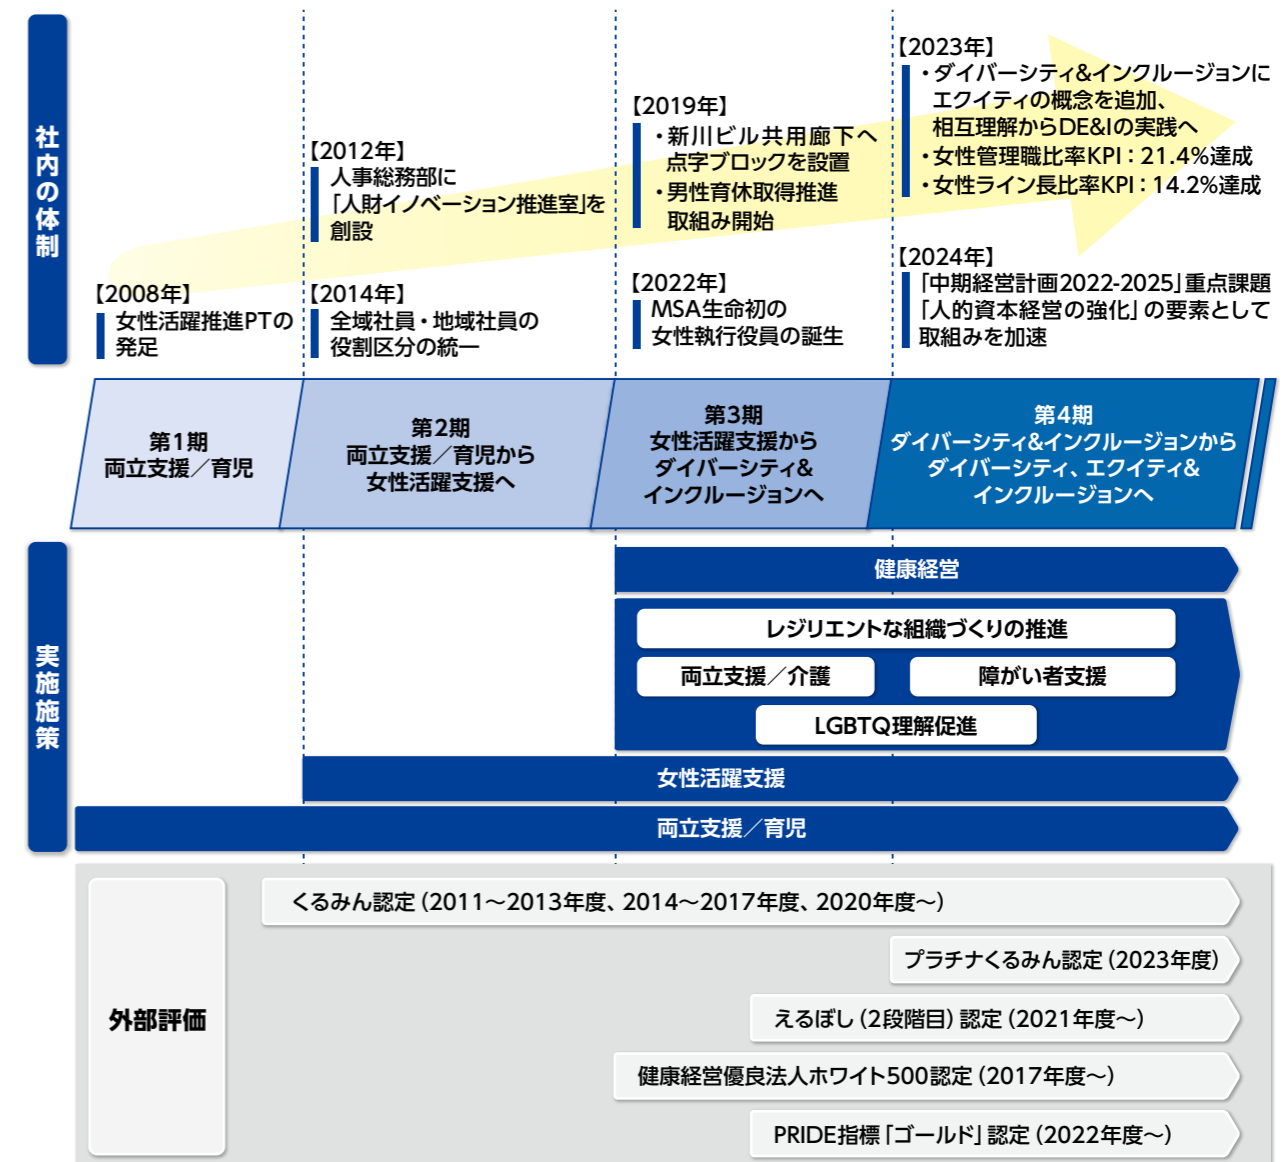 社内の体制
【2008年】
女性活躍推進PTの
発足
【2012年】
人事総務部に
「人財イノベーション推進室」を
創設
【2014年】
全域社員・地域社員の
役割区分の統一
【2019年】
・新川ビル共用廊下へ
点字ブロックを設置
・男性育休取得推進
取組み開始
【2022年】
MSA生命初の
女性執行役員の誕生
【2023年】
・ダイバーシティ&インクルージョンに
エクイティの概念を追加、
相互理解からDE&Iの実践へ
・女性管理職比率KPI：21.4%達成
・女性ライン長比率KPI：14.2%達成
【2024年】
「中期経営計画2022-2025」重点課題
「人的資本経営の強化」の要素として
取組みを加速
第1期
両立支援／育児
第2期
両立支援／育児から
女性活躍支援へ
第3期
女性活躍支援から
ダイバーシティ&
インクルージョンへ
第4期
ダイバーシティ&インクルージョンから
ダイバーシティ、エクイティ&
インクルージョンへ
実施施策
健康経営
レジリエントな組織づくりの推進
両立支援／介護
障がい者支援
LGBTQ理解促進
女性活躍支援
両立支援／育児
外部評価
くるみん認定（2011～2013年度、2014～2017年度、2020年度～）
プラチナくるみん認定（2023年度）
えるぼし（2段階目）認定（2021年度～）
健康経営優良法人ホワイト500認定（2017年度～）
PRIDE指標「ゴールド」認定（2022年度～）